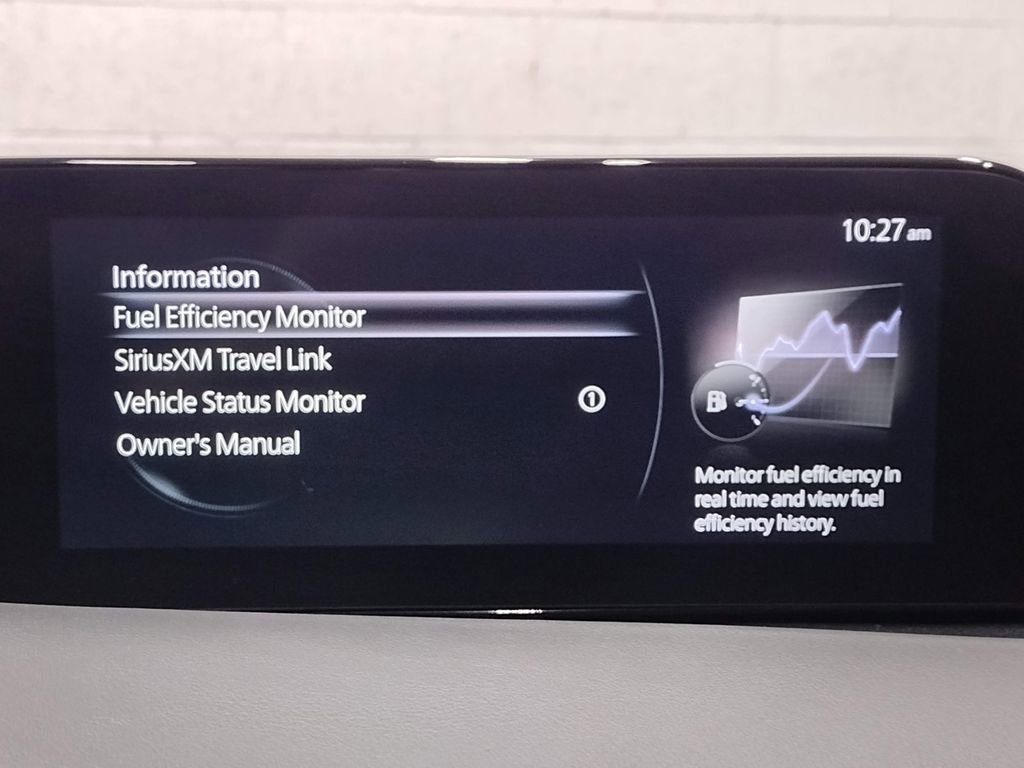 10:27 am
Information
Fuel Efficiency Monitor
SiriusXM Travel Link
Vehicle Status Monitor 1
Owner's Manual
Monitor fuel efficiency in
real time and view fuel
efficiency history.